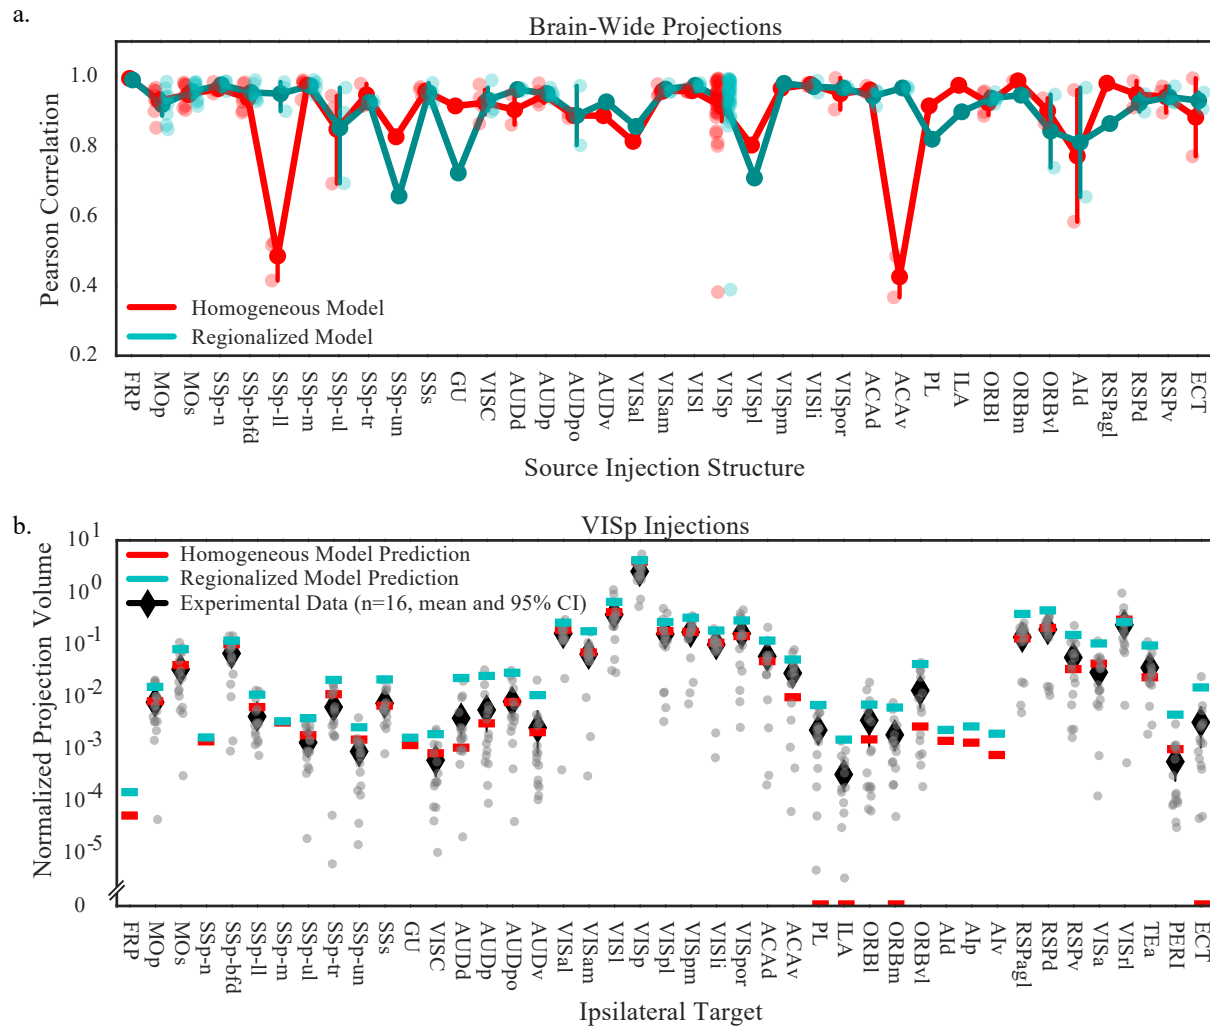 a.
Brain-Wide Projections
Pearson Correlation
1.0
0.8
0.6
0.4
0.2
Homogeneous Model
Regionalized Model
FRP
MOp
MOs
SSp-n
SSp-bfd
SSp-ll
SSp-m
SSp-ul
SSp-tr
SSp-un
SSs
GU
VISC
AUDd
AUDp
AUDpo
AUDv
VISal
VISam
VISl
VISp
VISpl
VISpm
VISli
VISpor
ACAd
ACAv
PL
ILA
ORBl
ORBm
ORBvl
AId
RSPagl
RSPd
RSPv
ECT
Source Injection Structure
b.
VISp Injections
Normalized Projection Volume
10^1
10^0
10^-1
10^-2
10^-3
10^-4
10^-5
0
Homogeneous Model Prediction
Regionalized Model Prediction
Experimental Data (n=16, mean and 95% CI)
FRP
MOp
MOs
SSp-n
SSp-bfd
SSp-ll
SSp-m
SSp-ul
SSp-tr
SSp-un
SSs
GU
VISC
AUDd
AUDp
AUDpo
AUDv
VISal
VISam
VISl
VISp
VISpl
VISpm
VISli
VISpor
ACAd
ACAv
PL
ILA
ORBl
ORBm
ORBvl
AId
AIp
AIv
RSPagl
RSPd
RSPv
VISa
VISrl
TEa
PERI
ECT
Ipsilateral Target